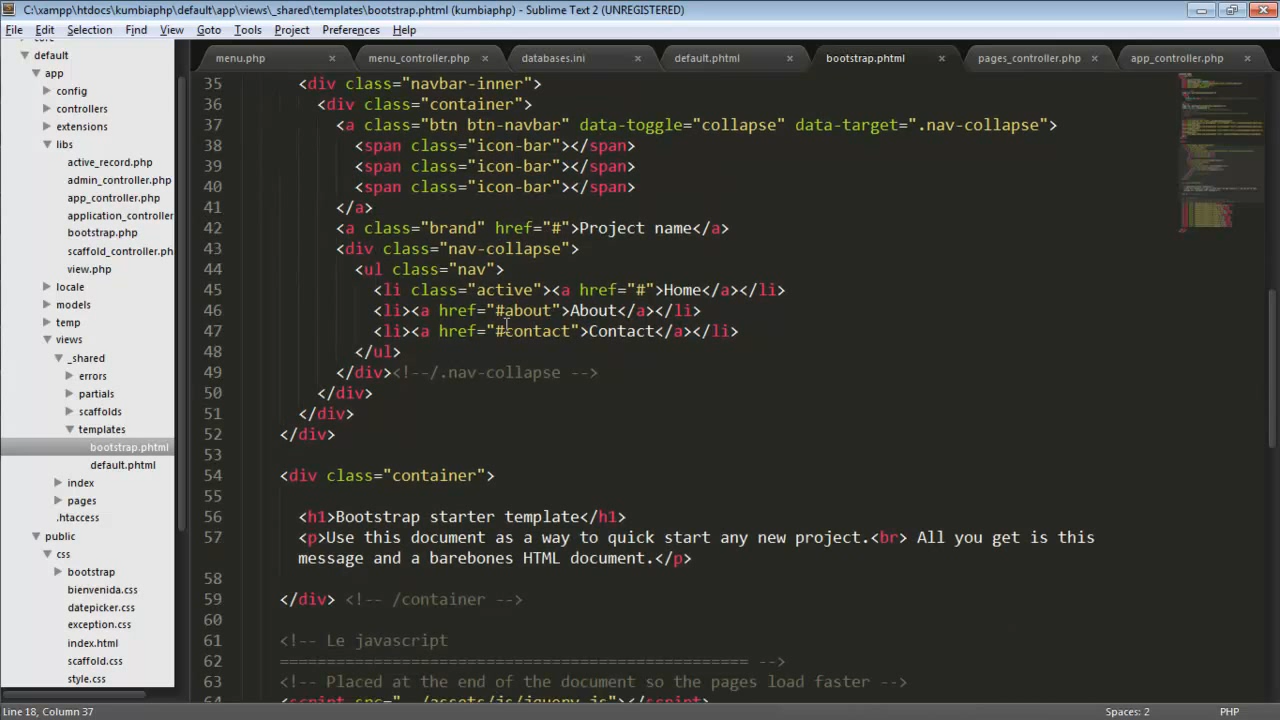 C:\xampp\htdocs\kumbiaphp\default\app\views\_shared\templates\bootstrap.phtml (kumbiaphp) - Sublime Text 2 (UNREGISTERED)
File Edit Selection Find View Goto Tools Project Preferences Help
menu.php menu_controller.php databases.ini default.phtml bootstrap.phtml pages_controller.php app_controller.php
default
app
config
controllers
extensions
libs
active_record.php
admin_controller.php
app_controller.php
application_controller
bootstrap.php
scaffold_controller.ph
view.php
locale
models
temp
views
_shared
errors
partials
scaffolds
templates
bootstrap.phtml
default.phtml
index
pages
.htaccess
public
css
bootstrap
bienvenida.css
datepicker.css
exception.css
index.html
scaffold.css
style.css
35 <div class="navbar-inner">
36 <div class="container">
37 <a class="btn btn-navbar" data-toggle="collapse" data-target=".nav-collapse">
38 <span class="icon-bar"></span>
39 <span class="icon-bar"></span>
40 <span class="icon-bar"></span>
41 </a>
42 <a class="brand" href="#">Project name</a>
43 <div class="nav-collapse">
44 <ul class="nav">
45 <li class="active"><a href="#">Home</a></li>
46 <li><a href="#about">About</a></li>
47 <li><a href="#contact">Contact</a></li>
48 </ul>
49 </div><!--/.nav-collapse -->
50 </div>
51 </div>
52 </div>
53
54 <div class="container">
55
56 <h1>Bootstrap starter template</h1>
57 <p>Use this document as a way to quick start any new project.<br> All you get is this
message and a barebones HTML document.</p>
58
59 </div> <!-- /container -->
60
61 <!-- Le javascript
62 ================================================== -->
63 <!-- Placed at the end of the document so the pages load faster -->
64 <script src="../assets/js/jquery.js"></script>
Line 18, Column 37 Spaces: 2 PHP